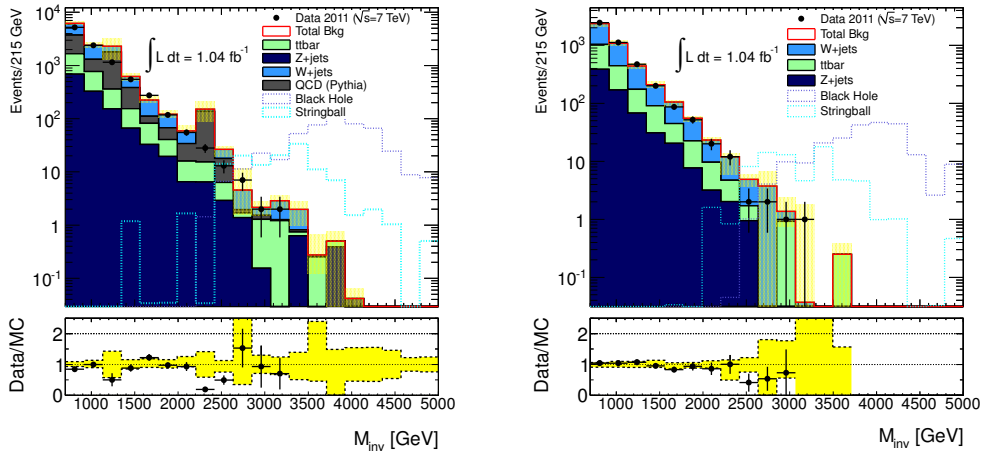 Events/215 GeV
10⁴
10³
10²
10
1
10⁻¹
∫ L dt = 1.04 fb⁻¹
Data 2011 (√s=7 TeV)
Total Bkg
ttbar
Z+jets
W+jets
QCD (Pythia)
Black Hole
Stringball
Data/MC
2
1
0
1000 1500 2000 2500 3000 3500 4000 4500 5000
M_inv [GeV]
Events/215 GeV
10³
10²
10
1
10⁻¹
∫ L dt = 1.04 fb⁻¹
Data 2011 (√s=7 TeV)
Total Bkg
W+jets
ttbar
Z+jets
Black Hole
Stringball
Data/MC
2
1
0
1000 1500 2000 2500 3000 3500 4000 4500 5000
M_inv [GeV]